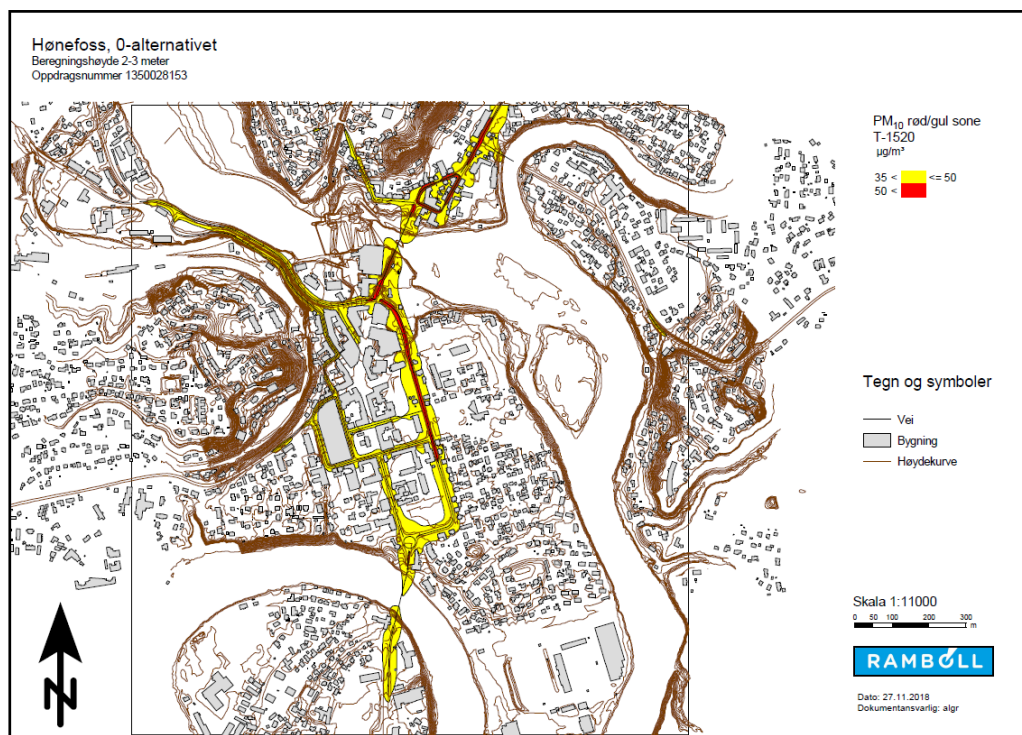 Hønefoss, 0-alternativet
Beregningshøyde 2-3 meter
Oppdragsnummer 1350028153
PM10 rød/gul sone
T-1520
µg/m³
35 < <= 50
50 <
Tegn og symboler
Vei
Bygning
Høydekurve
Skala 1:11000
0 50 100 200 300
m
RAMBOLL
Dato: 27.11.2018
Dokumentansvarlig: algr
N